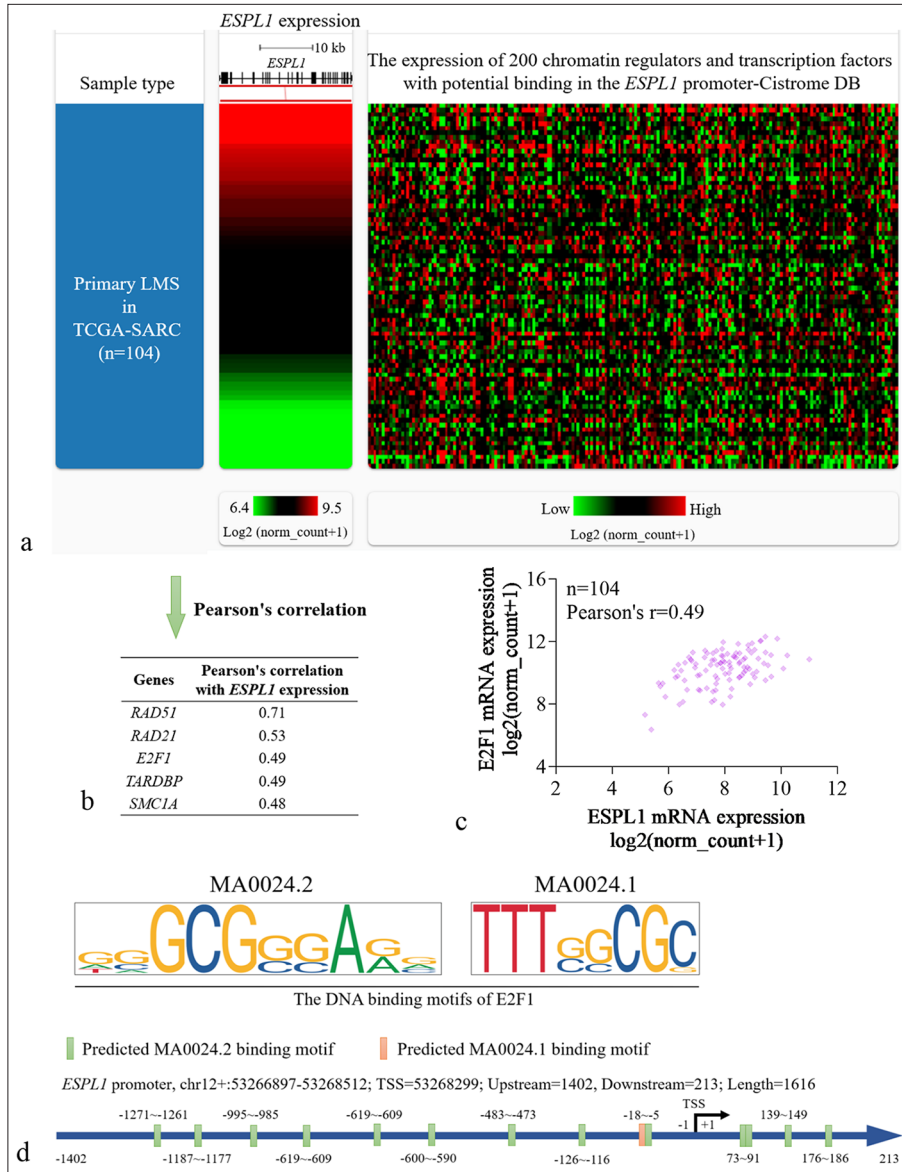 ESPL1 expression
10 kb
ESPL1
Sample type
The expression of 200 chromatin regulators and transcription factors
with potential binding in the ESPL1 promoter-Cistrome DB
Primary LMS
in
TCGA-SARC
(n=104)
6.4 9.5
Log2 (norm_count+1)
Low High
Log2 (norm_count+1)
a
Pearson's correlation
Genes Pearson's correlation with ESPL1 expression
RAD51 0.71
RAD21 0.53
E2F1 0.49
TARDBP 0.49
SMC1A 0.48
b
E2F1 mRNA expression
log2(norm_count+1)
16
12
8
4
n=104
Pearson's r=0.49
2 4 6 8 10 12
ESPL1 mRNA expression
log2(norm_count+1)
c
MA0024.2 MA0024.1
GCG A
TTT CG
The DNA binding motifs of E2F1
Predicted MA0024.2 binding motif Predicted MA0024.1 binding motif
ESPL1 promoter, chr12+:53266897-53268512; TSS=53268299; Upstream=1402, Downstream=213; Length=1616
-1271~-1261 -995~-985 -619~-609 -483~-473 -18~-5 TSS 139~149
-1 +1
d
-1402 -1187~-1177 -619~-609 -600~-590 -126~-116 73~91 176~186 213